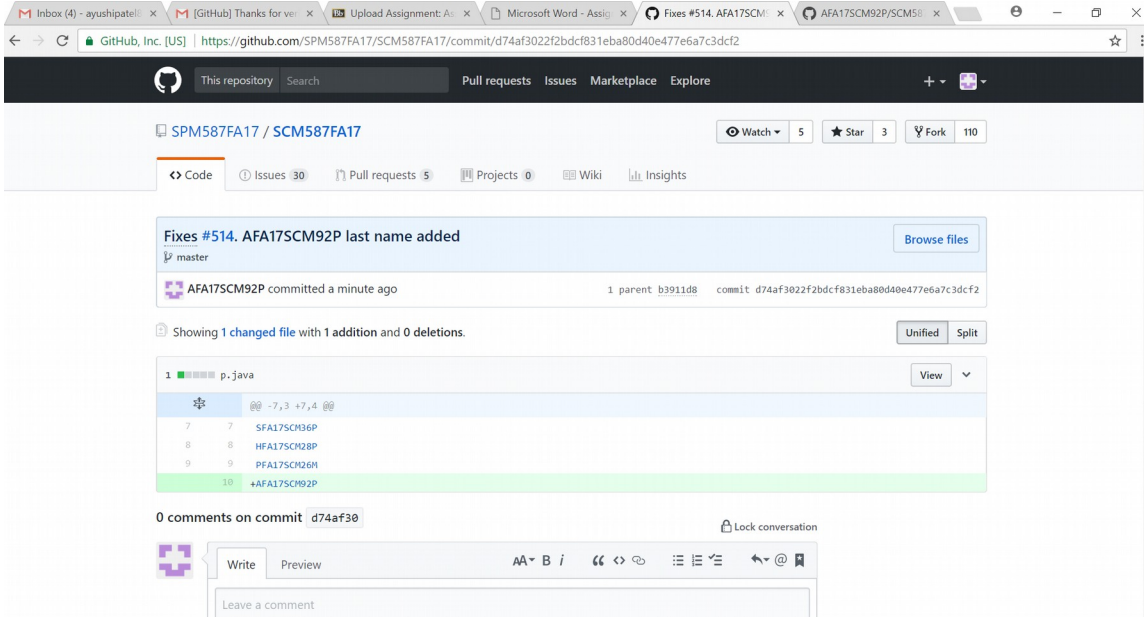 Inbox (4) - ayushipatel
[GitHub] Thanks for ver
Bb Upload Assignment: As
Microsoft Word - Assig
Fixes #514. AFA17SCM
AFA17SCM92P/SCM58
GitHub, Inc. [US] | https://github.com/SPM587FA17/SCM587FA17/commit/d74af3022f2bdcf831eba80d40e477e6a7c3dcf2
This repository Search Pull requests Issues Marketplace Explore
SPM587FA17 / SCM587FA17 Watch 5 Star 3 Fork 110
Code Issues 30 Pull requests 5 Projects 0 Wiki Insights
Fixes #514. AFA17SCM92P last name added Browse files
master
AFA17SCM92P committed a minute ago 1 parent b3911d8 commit d74af3022f2bdcf831eba80d40e477e6a7c3dcf2
Showing 1 changed file with 1 addition and 0 deletions. Unified Split
1 p.java View
@@ -7,3 +7,4 @@
7 7 SFA17SCM36P
8 8 HFA17SCM28P
9 9 PFA17SCM26M
10 +AFA17SCM92P
0 comments on commit d74af30 Lock conversation
Write Preview AA B i “ <> @
Leave a comment